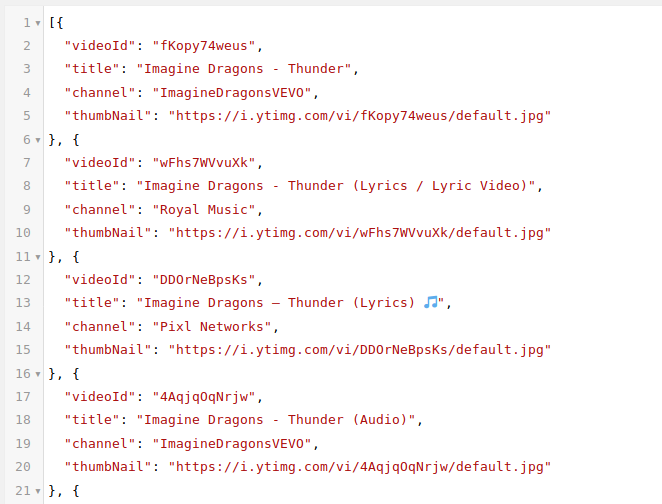 1 [{
2 "videoId": "fKopy74weus",
3 "title": "Imagine Dragons - Thunder",
4 "channel": "ImagineDragonsVEVO",
5 "thumbNail": "https://i.ytimg.com/vi/fKopy74weus/default.jpg"
6 }, {
7 "videoId": "wFhs7WVvuXk",
8 "title": "Imagine Dragons - Thunder (Lyrics / Lyric Video)",
9 "channel": "Royal Music",
10 "thumbNail": "https://i.ytimg.com/vi/wFhs7WVvuXk/default.jpg"
11 }, {
12 "videoId": "DDOrNeBpsKs",
13 "title": "Imagine Dragons – Thunder (Lyrics) 🎵",
14 "channel": "Pixl Networks",
15 "thumbNail": "https://i.ytimg.com/vi/DDOrNeBpsKs/default.jpg"
16 }, {
17 "videoId": "4AqjqOqNrjw",
18 "title": "Imagine Dragons - Thunder (Audio)",
19 "channel": "ImagineDragonsVEVO",
20 "thumbNail": "https://i.ytimg.com/vi/4AqjqOqNrjw/default.jpg"
21 }, {